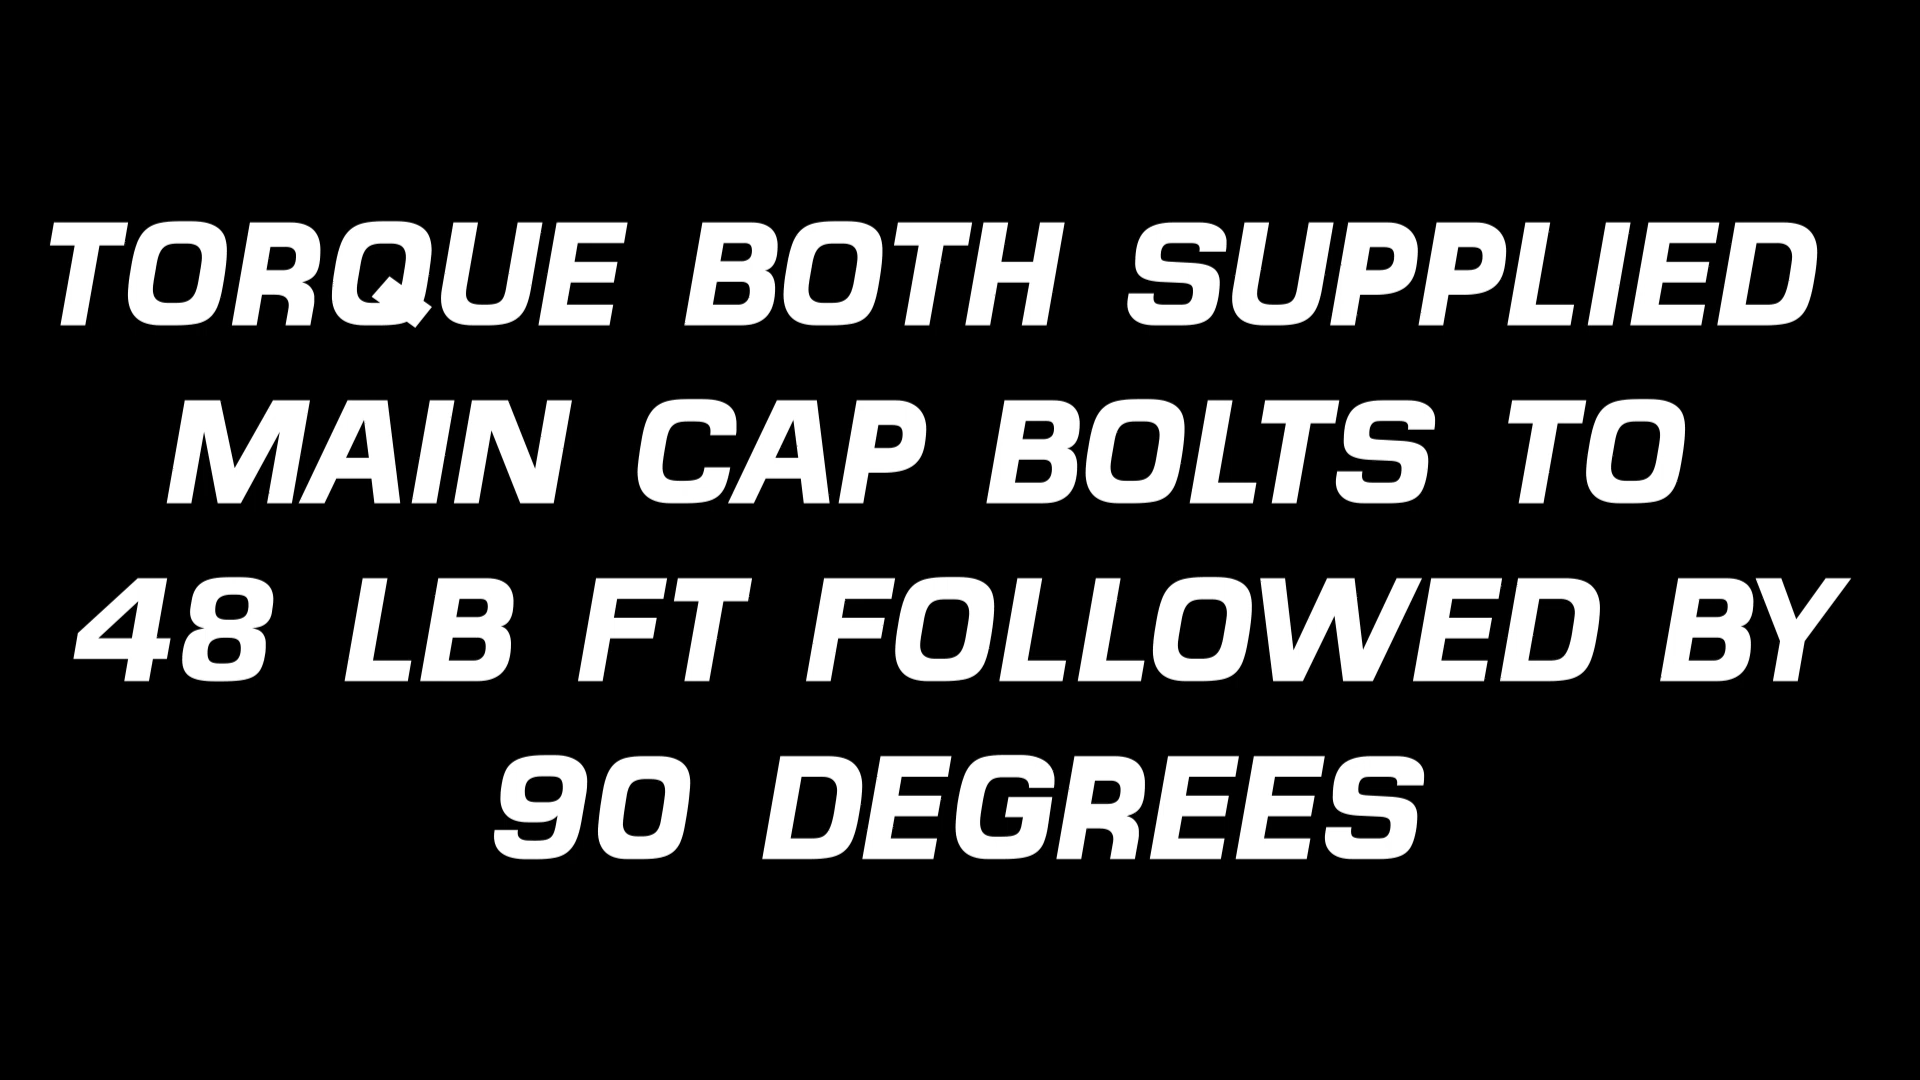 TORQUE BOTH SUPPLIED
MAIN CAP BOLTS TO
48 LB FT FOLLOWED BY
90 DEGREES